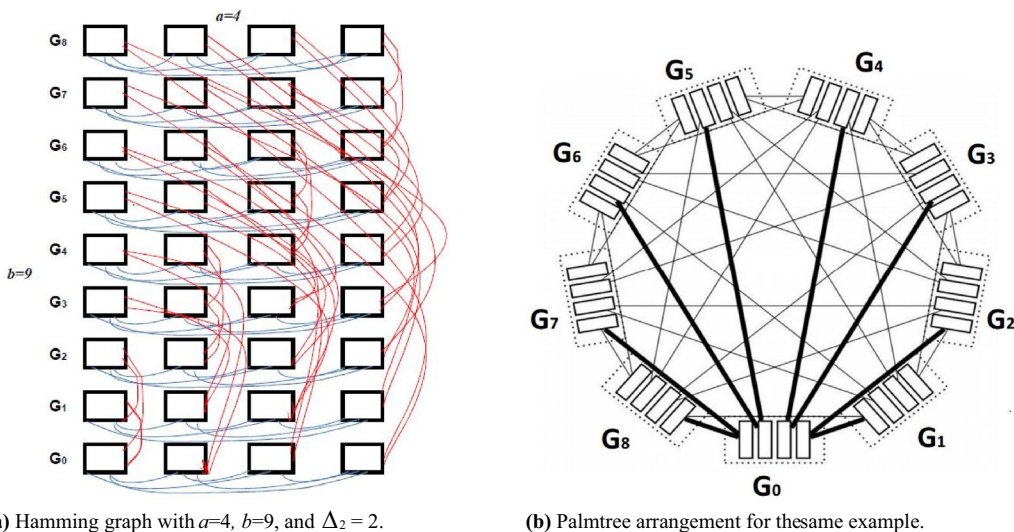 a=4
G8
G7
G6
G5
G4
b=9
G3
G2
G1
G0
) Hamming graph with a=4, b=9, and Δ2 = 2.
G5
G4
G6
G3
G7
G2
G8
G1
G0
(b) Palmtree arrangement for thesame example.